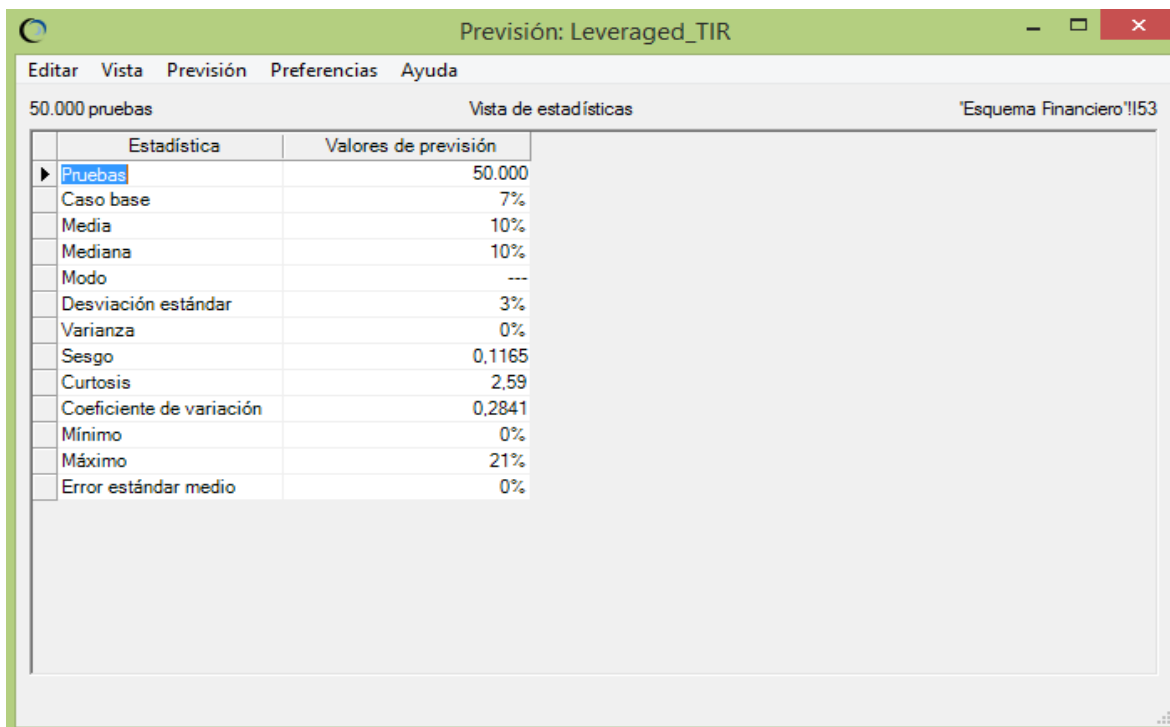 Previsión: Leveraged_TIR
Editar Vista Previsión Preferencias Ayuda
50.000 pruebas Vista de estadísticas 'Esquema Financiero'!I53
Estadística Valores de previsión
Pruebas 50.000
Caso base 7%
Media 10%
Mediana 10%
Modo ---
Desviación estándar 3%
Varianza 0%
Sesgo 0,1165
Curtosis 2,59
Coeficiente de variación 0,2841
Mínimo 0%
Máximo 21%
Error estándar medio 0%